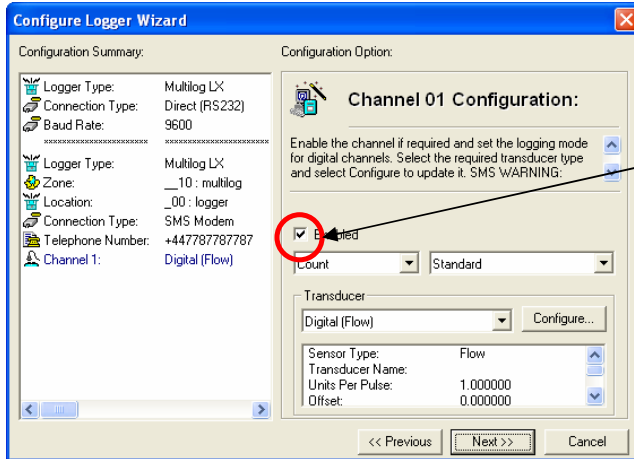 Configure Logger Wizard
Configuration Summary:
Logger Type: Multilog LX
Connection Type: Direct (RS232)
Baud Rate: 9600
xxxxxxxxxxxxxxxxxxxxxxx xxxxxxxxxxxxxxxxxxxxxxx
Logger Type: Multilog LX
Zone: __10 : multilog
Location: _00 : logger
Connection Type: SMS Modem
Telephone Number: +447787787787
Channel 1: Digital (Flow)
Configuration Option:
Channel 01 Configuration:
Enable the channel if required and set the logging mode
for digital channels. Select the required transducer type
and select Configure to update it. SMS WARNING:
Enabled
Count Standard
Transducer
Digital (Flow) Configure...
Sensor Type: Flow
Transducer Name:
Units Per Pulse: 1.000000
Offset: 0.000000
<< Previous Next >> Cancel